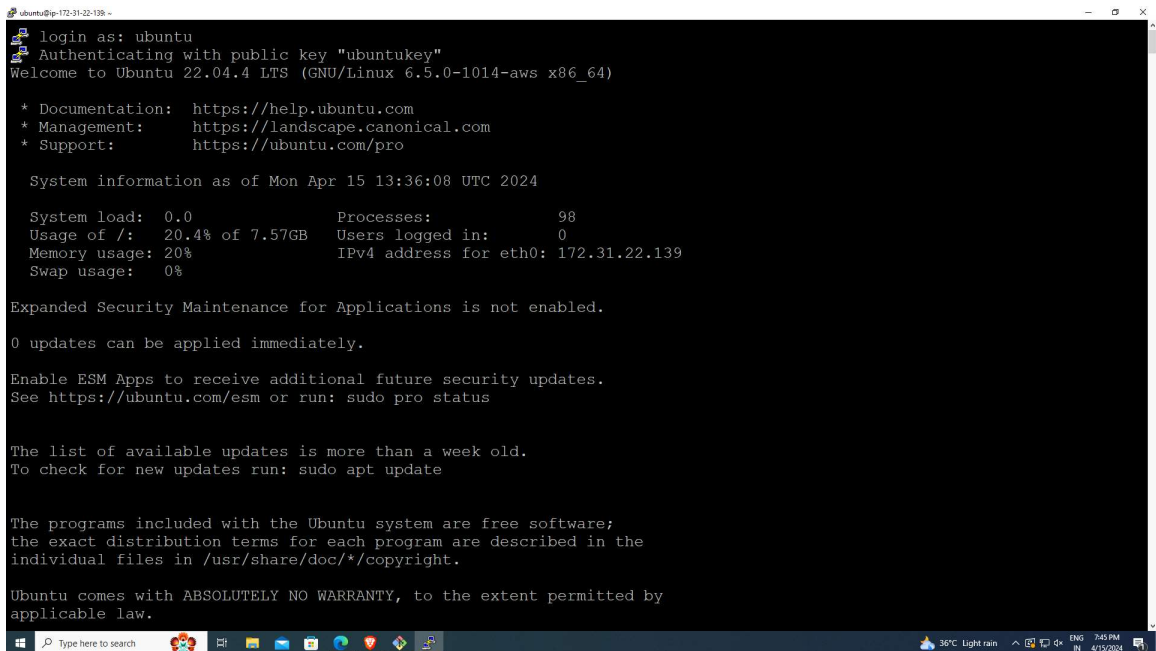 ubuntu@ip-172-31-22-139: ~
login as: ubuntu
Authenticating with public key "ubuntukey"
Welcome to Ubuntu 22.04.4 LTS (GNU/Linux 6.5.0-1014-aws x86_64)
* Documentation:  https://help.ubuntu.com
* Management:     https://landscape.canonical.com
* Support:        https://ubuntu.com/pro
System information as of Mon Apr 15 13:36:08 UTC 2024
System load:  0.0               Processes:             98
Usage of /:   20.4% of 7.57GB   Users logged in:       0
Memory usage: 20%               IPv4 address for eth0: 172.31.22.139
Swap usage:   0%
Expanded Security Maintenance for Applications is not enabled.
0 updates can be applied immediately.
Enable ESM Apps to receive additional future security updates.
See https://ubuntu.com/esm or run: sudo pro status
The list of available updates is more than a week old.
To check for new updates run: sudo apt update
The programs included with the Ubuntu system are free software;
the exact distribution terms for each program are described in the
individual files in /usr/share/doc/*/copyright.
Ubuntu comes with ABSOLUTELY NO WARRANTY, to the extent permitted by
applicable law.
Type here to search
36°C Light rain
ENG
IN
7:45 PM
4/15/2024